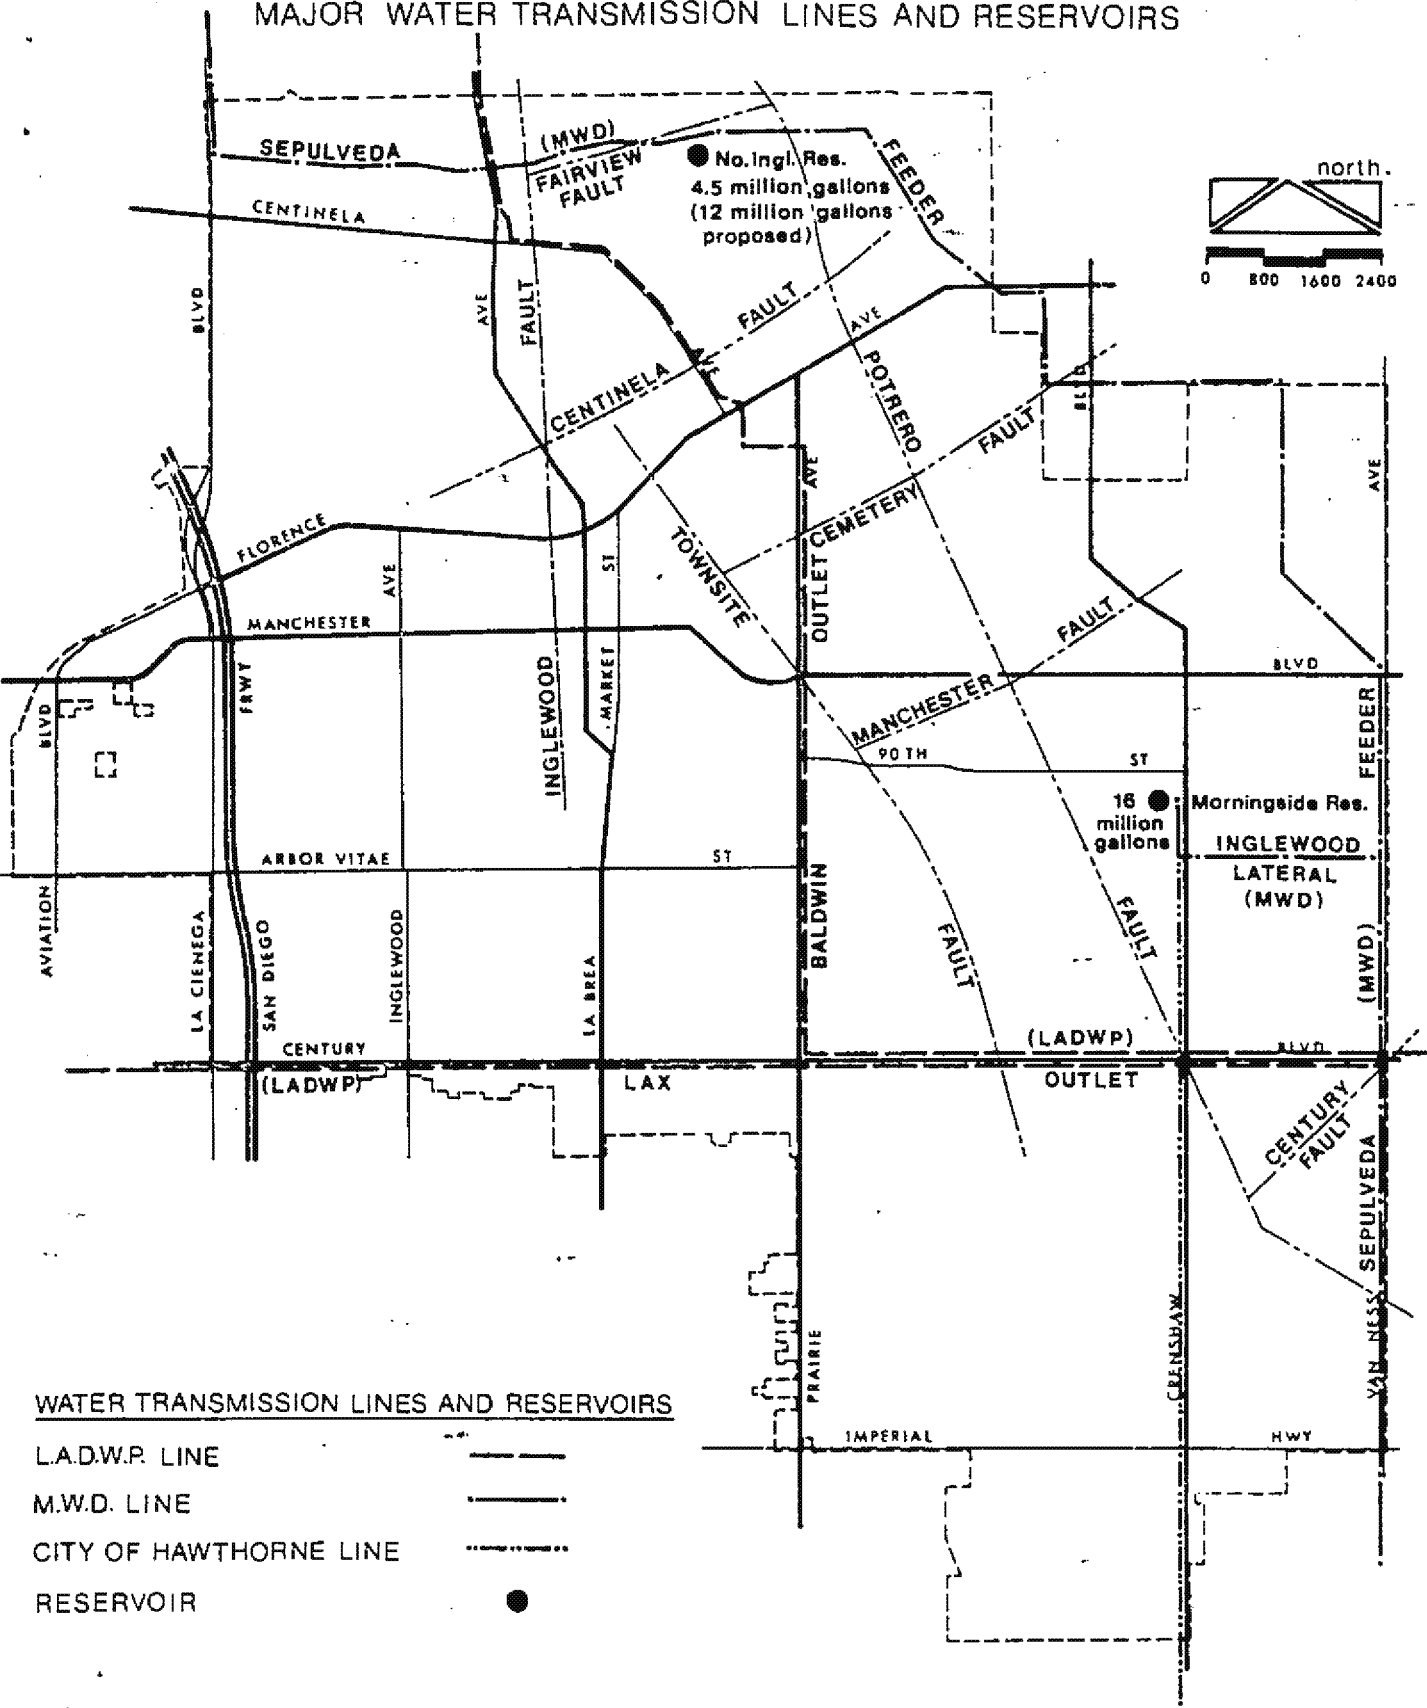 MAJOR WATER TRANSMISSION LINES AND RESERVOIRS
north.
0 800 1600 2400
SEPULVEDA
(MWD)
FEEDER
FAIRVIEW
FAULT
No.Ingl. Res.
4.5 million gallons
(12 million gallons
proposed)
CENTINELA
AVE
BLVD
AVE
FAULT
CENTINELA
FAULT
AVE
POTRERO
FAULT
BLVD
AVE
AVE
CEMETERY
FLORENCE
AVE
ST
TOWNSITE
OUTLET
FAULT
MANCHESTER
BLVD
MANCHESTER
FRWY
BLVD
INGLEWOOD
MARKET
FEEDER
90 TH
ST
16
million
gallons
Morningside Res.
INGLEWOOD
LATERAL
(MWD)
ARBOR VITAE
ST
BALDWIN
AVIATION
LA CIENEGA
SAN DIEGO
INGLEWOOD
LA BREA
FAULT
FAULT
(MWD)
CENTURY
(LADWP)
BLVD
(LADWP)
LAX
OUTLET
CENTURY
FAULT
SEPULVEDA
PRAIRIE
CRENSHAW
VAN NESS
IMPERIAL
HWY
WATER TRANSMISSION LINES AND RESERVOIRS
L.A.D.W.P. LINE
M.W.D. LINE
CITY OF HAWTHORNE LINE
RESERVOIR